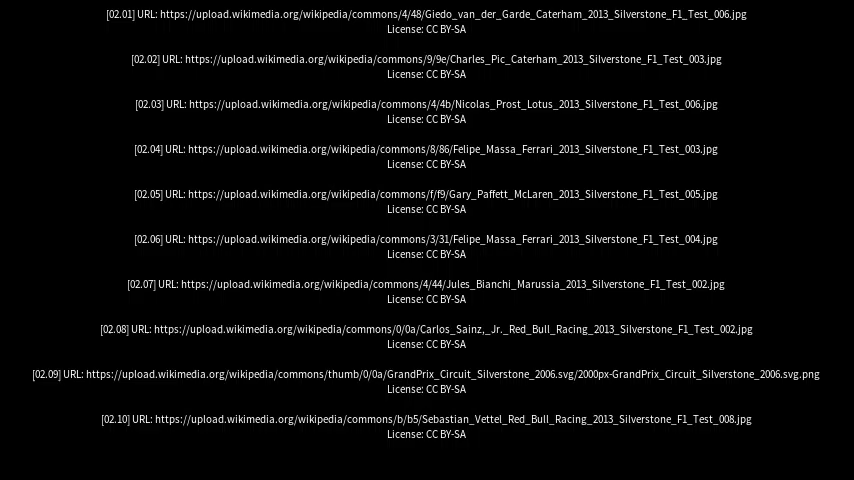 [02.01] URL: https://upload.wikimedia.org/wikipedia/commons/4/48/Giedo_van_der_Garde_Caterham_2013_Silverstone_F1_Test_006.jpg
License: CC BY-SA
[02.02] URL: https://upload.wikimedia.org/wikipedia/commons/9/9e/Charles_Pic_Caterham_2013_Silverstone_F1_Test_003.jpg
License: CC BY-SA
[02.03] URL: https://upload.wikimedia.org/wikipedia/commons/4/4b/Nicolas_Prost_Lotus_2013_Silverstone_F1_Test_006.jpg
License: CC BY-SA
[02.04] URL: https://upload.wikimedia.org/wikipedia/commons/8/86/Felipe_Massa_Ferrari_2013_Silverstone_F1_Test_003.jpg
License: CC BY-SA
[02.05] URL: https://upload.wikimedia.org/wikipedia/commons/f/f9/Gary_Paffett_McLaren_2013_Silverstone_F1_Test_005.jpg
License: CC BY-SA
[02.06] URL: https://upload.wikimedia.org/wikipedia/commons/3/31/Felipe_Massa_Ferrari_2013_Silverstone_F1_Test_004.jpg
License: CC BY-SA
[02.07] URL: https://upload.wikimedia.org/wikipedia/commons/4/44/Jules_Bianchi_Marussia_2013_Silverstone_F1_Test_002.jpg
License: CC BY-SA
[02.08] URL: https://upload.wikimedia.org/wikipedia/commons/0/0a/Carlos_Sainz,_Jr._Red_Bull_Racing_2013_Silverstone_F1_Test_002.jpg
License: CC BY-SA
[02.09] URL: https://upload.wikimedia.org/wikipedia/commons/thumb/0/0a/GrandPrix_Circuit_Silverstone_2006.svg/2000px-GrandPrix_Circuit_Silverstone_2006.svg.png
License: CC BY-SA
[02.10] URL: https://upload.wikimedia.org/wikipedia/commons/b/b5/Sebastian_Vettel_Red_Bull_Racing_2013_Silverstone_F1_Test_008.jpg
License: CC BY-SA